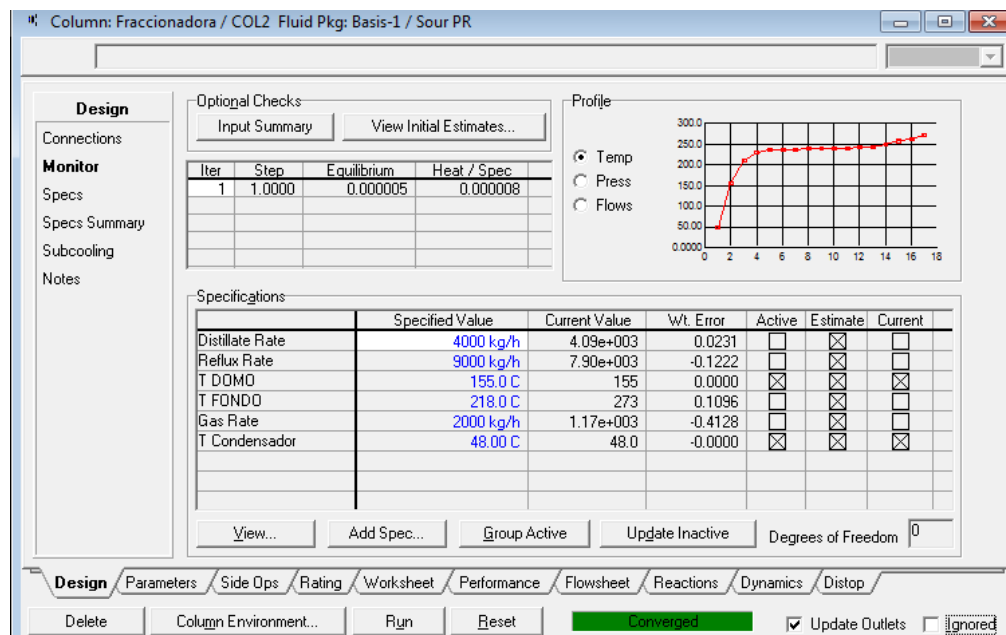 Column: Fraccionadora / COL2 Fluid Pkg: Basis-1 / Sour PR
Design
Connections
Monitor
Specs
Specs Summary
Subcooling
Notes
Optional Checks
Input Summary View Initial Estimates...
Iter Step Equilibrium Heat / Spec
1 1.0000 0.000005 0.000008
Profile
Temp
Press
Flows
300.0
250.0
200.0
150.0
100.0
50.00
0.0000
0 2 4 6 8 10 12 14 16 18
Specifications
Specified Value Current Value Wt. Error Active Estimate Current
Distillate Rate 4000 kg/h 4.09e+003 0.0231
Reflux Rate 9000 kg/h 7.90e+003 -0.1222
T DOMO 155.0 C 155 0.0000
T FONDO 218.0 C 273 0.1096
Gas Rate 2000 kg/h 1.17e+003 -0.4128
T Condensador 48.00 C 48.0 -0.0000
View... Add Spec... Group Active Update Inactive Degrees of Freedom 0
Design Parameters Side Ops Rating Worksheet Performance Flowsheet Reactions Dynamics Distop
Delete Column Environment... Run Reset Converged Update Outlets Ignored